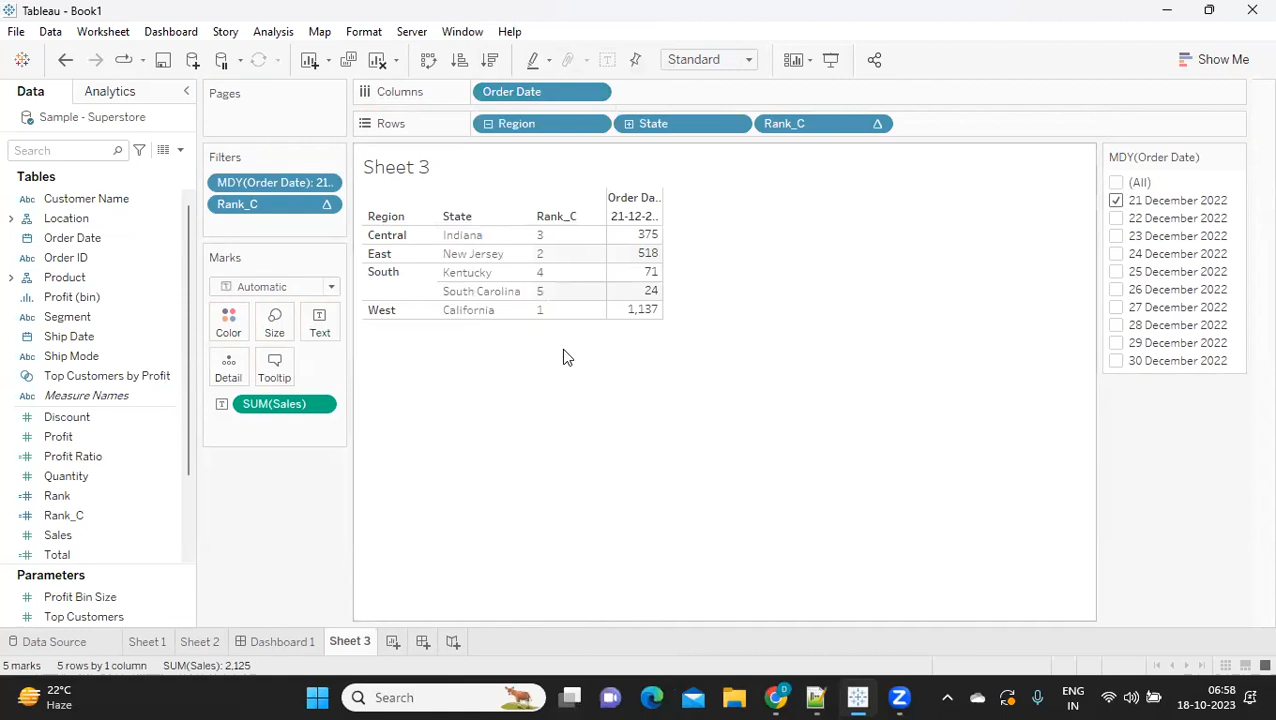 Tableau - Book1
File Data Worksheet Dashboard Story Analysis Map Format Server Window Help
Standard
Show Me
Data Analytics
Pages
Columns Order Date
Sample - Superstore
Rows Region State Rank_C
Search
Filters
MDY(Order Date): 21..
Rank_C
Tables
Customer Name
Location
Order Date
Order ID
Product
Profit (bin)
Segment
Ship Date
Ship Mode
Top Customers by Profit
Measure Names
Discount
Profit
Profit Ratio
Quantity
Rank
Rank_C
Sales
Total
Parameters
Profit Bin Size
Top Customers
Marks
Automatic
Color Size Text
Detail Tooltip
SUM(Sales)
Sheet 3
Order Da..
Region State Rank_C 21-12-2..
Central Indiana 3 375
East New Jersey 2 518
South Kentucky 4 71
South Carolina 5 24
West California 1 1,137
MDY(Order Date)
(All)
21 December 2022
22 December 2022
23 December 2022
24 December 2022
25 December 2022
26 December 2022
27 December 2022
28 December 2022
29 December 2022
30 December 2022
Data Source Sheet 1 Sheet 2 Dashboard 1 Sheet 3
5 marks 5 rows by 1 column SUM(Sales): 2,125
22°C
Haze
Search
ENG
IN
06:58
18-10-2023